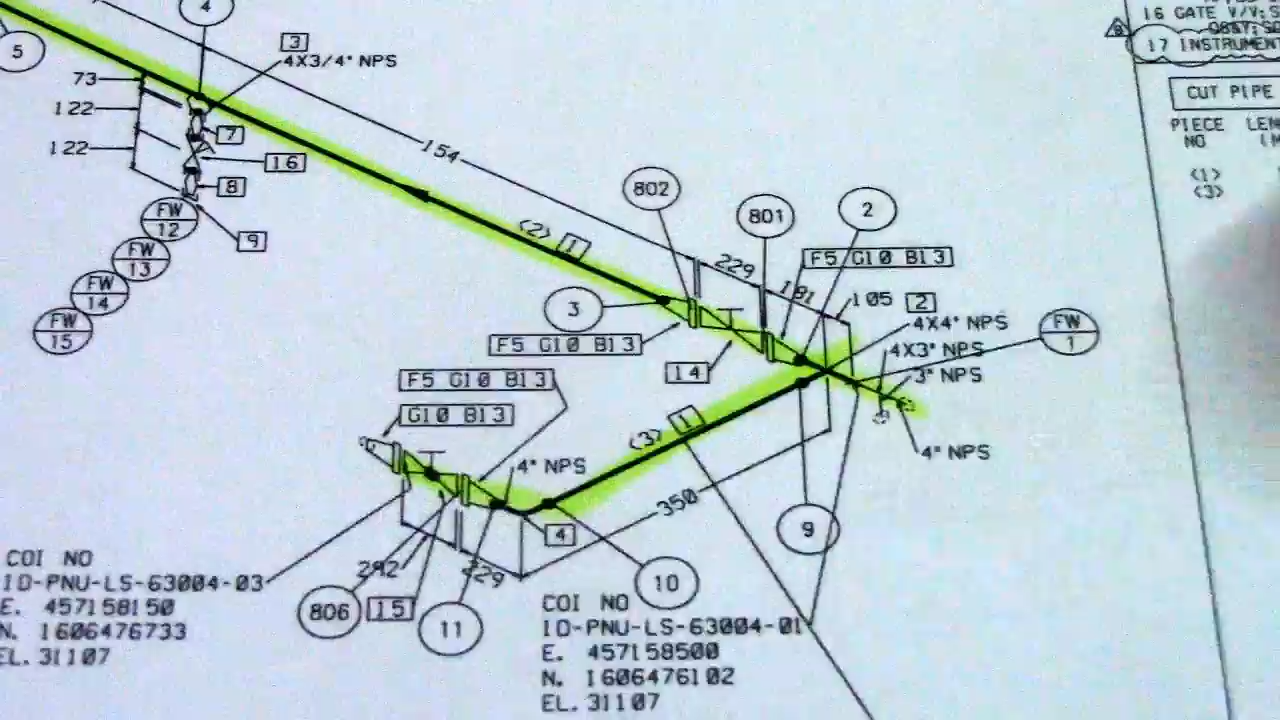 4
16 GATE V/V;S
5
3
4X3/4" NPS
17 INSTRUMENT
73
122
7
CUT PIPE
122
16
154
PIECE
NO
8
802
<1>
<3>
FW
12
9
801
2
<2> 1
FW
13
229
F5 G10 B13
FW
14
181
105 2
3
4X4" NPS
FW
15
F5 G10 B13
FW
1
4X3" NPS
14
3" NPS
F5 G10 B13
G10 B13
<3> 1
4" NPS
4" NPS
350
9
4
COI NO
10-PNU-LS-63004-03
E. 457158150
N. 1606476733
EL.31107
292
229
10
806
15
11
COI NO
10-PNU-LS-63004-01
E. 457158500
N. 1606476102
EL.31107